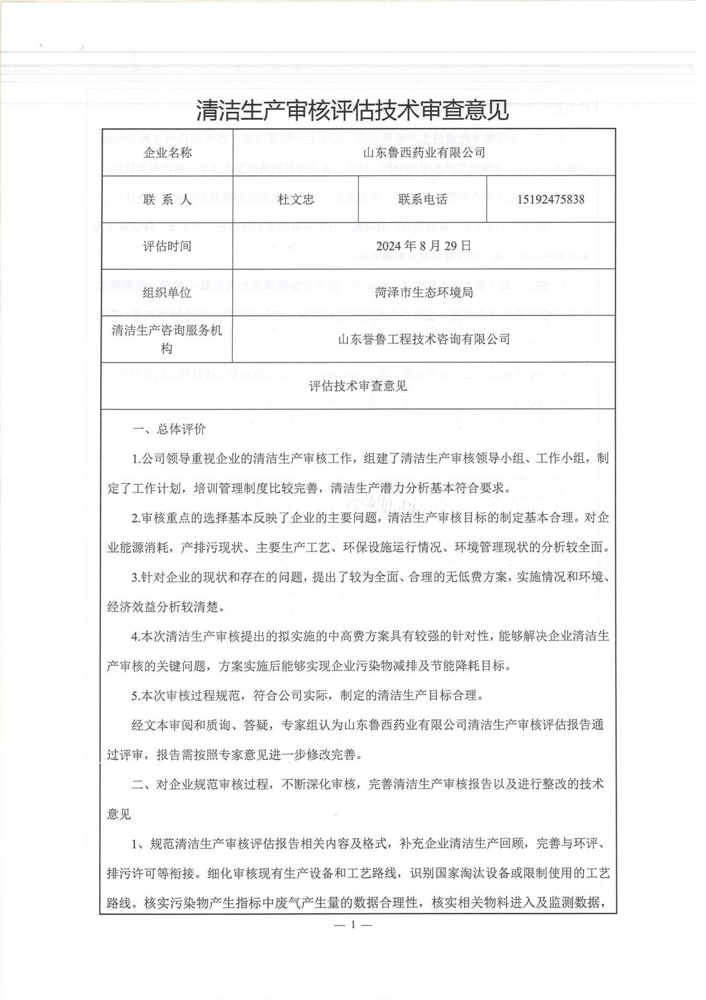 清洁生产审核评估技术审查意见
企业名称 山东鲁西药业有限公司
联 系 人 杜文忠 联系电话 15192475838
评估时间 2024 年 8 月 29 日
组织单位 菏泽市生态环境局
清洁生产咨询服务机
构
山东誉鲁工程技术咨询有限公司
评估技术审查意见
一、总体评价
1.公司领导重视企业的清洁生产审核工作，组建了清洁生产审核领导小组、工作小组，制
定了工作计划，培训管理制度比较完善，清洁生产潜力分析基本符合要求。
2.审核重点的选择基本反映了企业的主要问题，清洁生产审核目标的制定基本合理。对企
业能源消耗，产排污现状、主要生产工艺、环保设施运行情况、环境管理现状的分析较全面。
3.针对企业的现状和存在的问题，提出了较为全面、合理的无低费方案，实施情况和环境、
经济效益分析较清楚。
4.本次清洁生产审核提出的拟实施的中高费方案具有较强的针对性，能够解决企业清洁生
产审核的关键问题，方案实施后能够实现企业污染物减排及节能降耗目标。
5.本次审核过程规范，符合公司实际，制定的清洁生产目标合理。
经文本审阅和质询、答疑，专家组认为山东鲁西药业有限公司清洁生产审核评估报告通
过评审，报告需按照专家意见进一步修改完善。
二、对企业规范审核过程，不断深化审核，完善清洁生产审核报告以及进行整改的技术
意见
1、规范清洁生产审核评估报告相关内容及格式，补充企业清洁生产回顾，完善与环评、
排污许可等衔接。细化审核现有生产设备和工艺路线，识别国家淘汰设备或限制使用的工艺
路线。核实污染物产生指标中废气产生量的数据合理性，核实相关物料进入及监测数据，
— 1 —